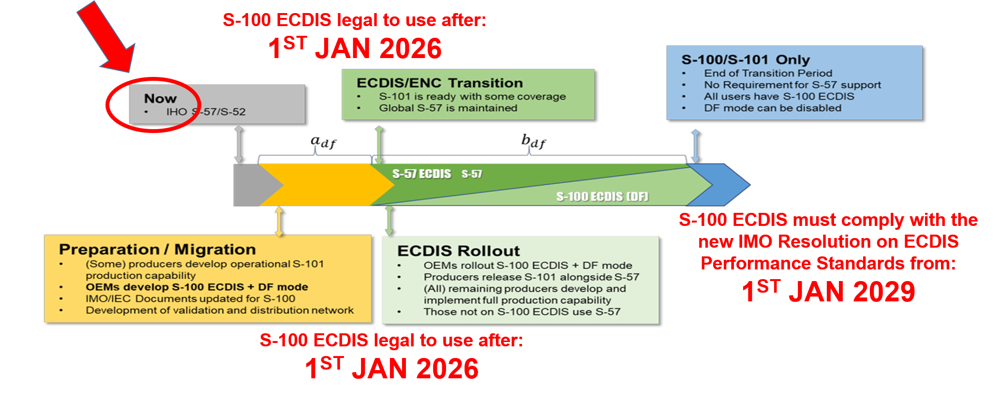 S-100 ECDIS legal to use after:
1ST JAN 2026
Now
• IHO S-57/S-52
ECDIS/ENC Transition
• S-101 is ready with some coverage
• Global S-57 is maintained
S-100/S-101 Only
• End of Transition Period
• No Requirement for S-57 support
• All users have S-100 ECDIS
• DF mode can be disabled
adf
bdf
S-57 ECDIS S-57
S-100 ECDIS (DF)
Preparation / Migration
• (Some) producers develop operational S-101
production capability
• OEMs develop S-100 ECDIS + DF mode
• IMO/IEC Documents updated for S-100
• Development of validation and distribution network
ECDIS Rollout
• OEMs rollout S-100 ECDIS + DF mode
• Producers release S-101 alongside S-57
• (All) remaining producers develop and
implement full production capability
• Those not on S-100 ECDIS use S-57
S-100 ECDIS must comply with the
new IMO Resolution on ECDIS
Performance Standards from:
1ST JAN 2029
S-100 ECDIS legal to use after:
1ST JAN 2026